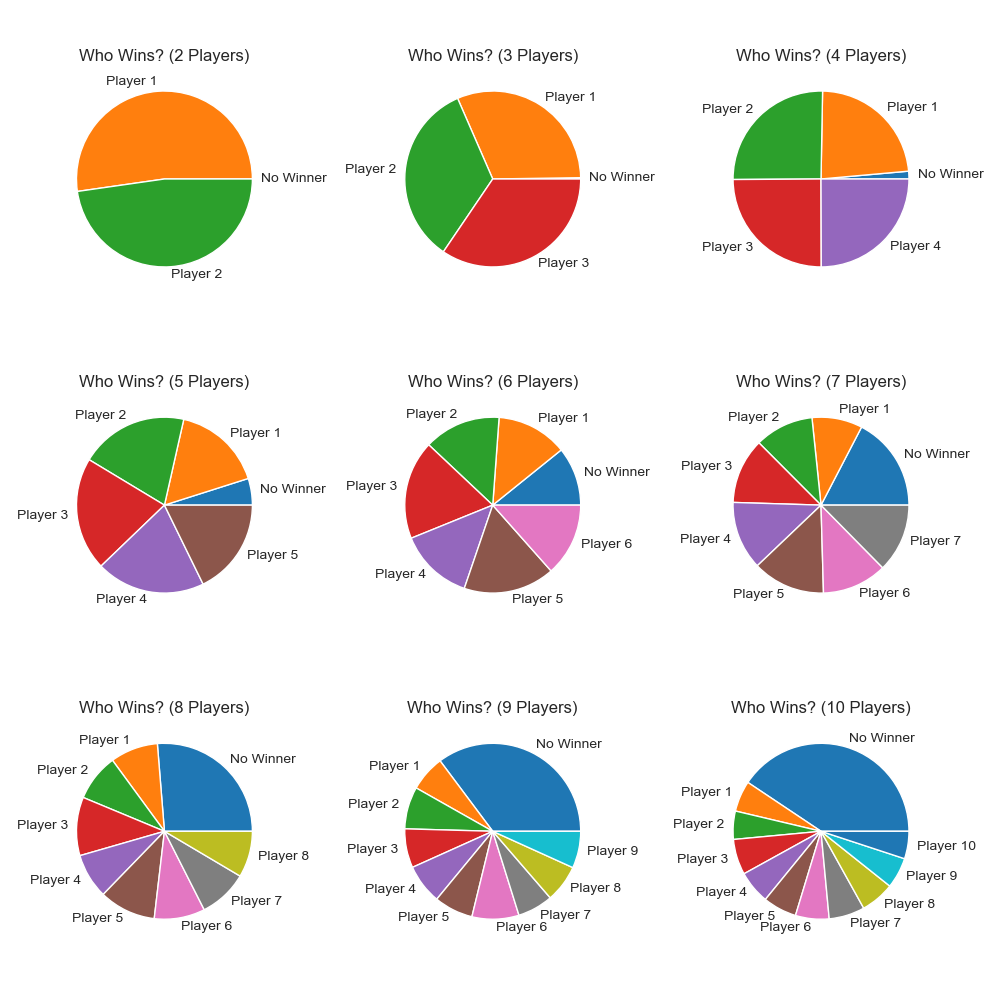 Who Wins? (2 Players)
Player 1
No Winner
Player 2
Who Wins? (3 Players)
Player 1
Player 2
No Winner
Player 3
Who Wins? (4 Players)
Player 2
Player 1
No Winner
Player 3
Player 4
Who Wins? (5 Players)
Player 2
Player 1
No Winner
Player 3
Player 5
Player 4
Who Wins? (6 Players)
Player 2
Player 1
No Winner
Player 3
Player 6
Player 4
Player 5
Who Wins? (7 Players)
Player 1
Player 2
No Winner
Player 3
Player 4
Player 7
Player 5
Player 6
Who Wins? (8 Players)
Player 1
No Winner
Player 2
Player 3
Player 8
Player 4
Player 7
Player 5
Player 6
Who Wins? (9 Players)
No Winner
Player 1
Player 2
Player 3
Player 9
Player 4
Player 8
Player 5
Player 7
Player 6
Who Wins? (10 Players)
No Winner
Player 1
Player 2
Player 10
Player 3
Player 9
Player 4
Player 8
Player 5
Player 7
Player 6